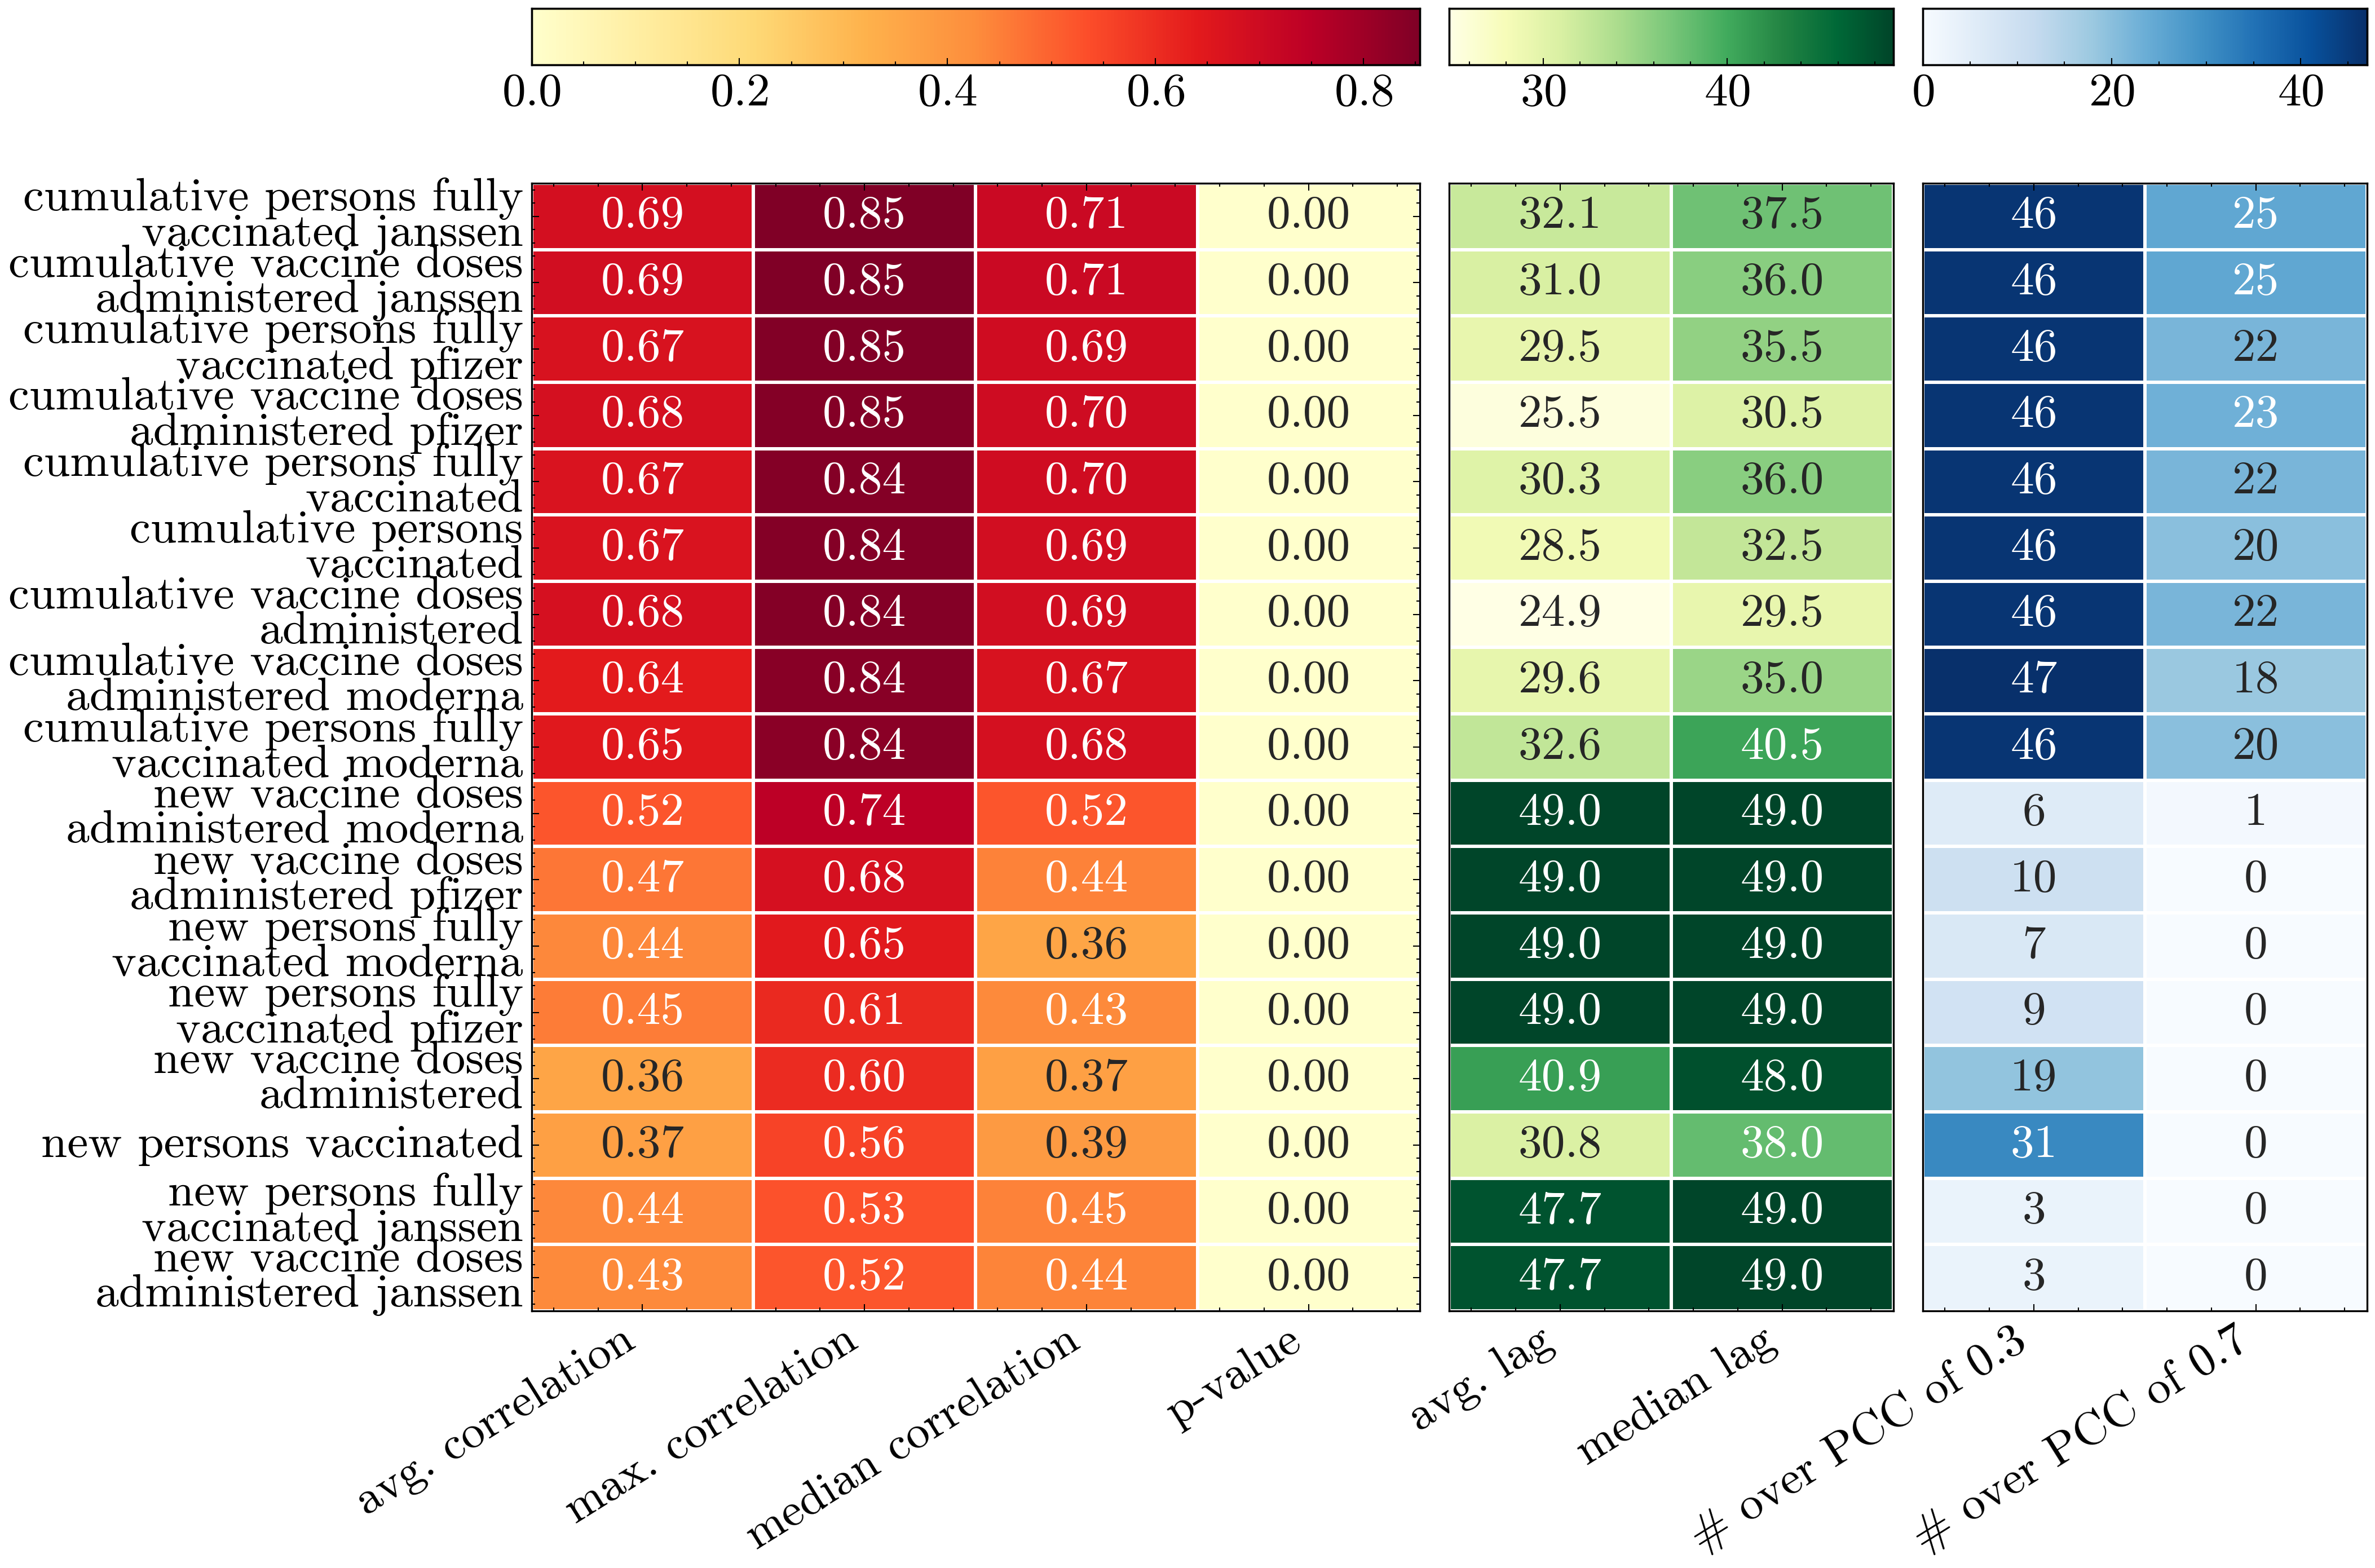 0.0 0.2 0.4 0.6 0.8 30 40 0 20 40
cumulative persons fully
vaccinated janssen 0.69 0.85 0.71 0.00 32.1 37.5 46 25
cumulative vaccine doses
administered janssen 0.69 0.85 0.71 0.00 31.0 36.0 46 25
cumulative persons fully
vaccinated pfizer 0.67 0.85 0.69 0.00 29.5 35.5 46 22
cumulative vaccine doses
administered pfizer 0.68 0.85 0.70 0.00 25.5 30.5 46 23
cumulative persons fully
vaccinated 0.67 0.84 0.70 0.00 30.3 36.0 46 22
cumulative persons
vaccinated 0.67 0.84 0.69 0.00 28.5 32.5 46 20
cumulative vaccine doses
administered 0.68 0.84 0.69 0.00 24.9 29.5 46 22
cumulative vaccine doses
administered moderna 0.64 0.84 0.67 0.00 29.6 35.0 47 18
cumulative persons fully
vaccinated moderna 0.65 0.84 0.68 0.00 32.6 40.5 46 20
new vaccine doses
administered moderna 0.52 0.74 0.52 0.00 49.0 49.0 6 1
new vaccine doses
administered pfizer 0.47 0.68 0.44 0.00 49.0 49.0 10 0
new persons fully
vaccinated moderna 0.44 0.65 0.36 0.00 49.0 49.0 7 0
new persons fully
vaccinated pfizer 0.45 0.61 0.43 0.00 49.0 49.0 9 0
new vaccine doses
administered 0.36 0.60 0.37 0.00 40.9 48.0 19 0
new persons vaccinated 0.37 0.56 0.39 0.00 30.8 38.0 31 0
new persons fully
vaccinated janssen 0.44 0.53 0.45 0.00 47.7 49.0 3 0
new vaccine doses
administered janssen 0.43 0.52 0.44 0.00 47.7 49.0 3 0
avg. correlation
max. correlation
median correlation
p-value
avg. lag
median lag
# over PCC of 0.3
# over PCC of 0.7